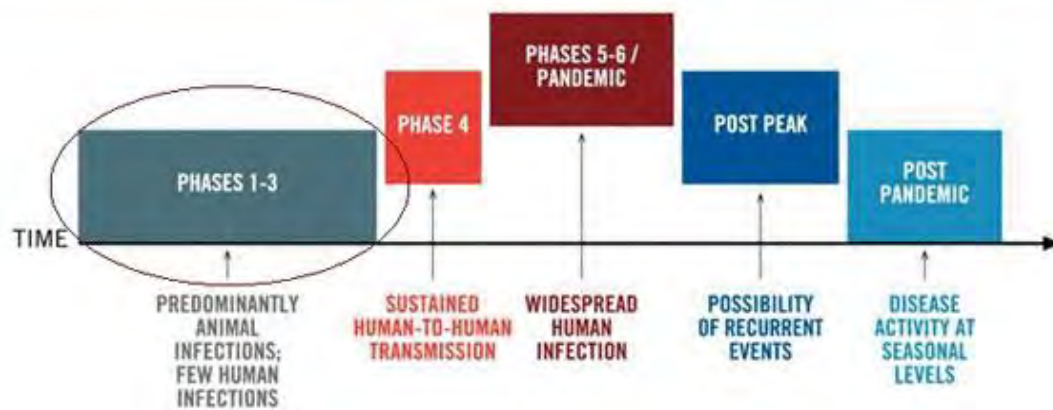 PHASES 5-6 /
PANDEMIC
PHASE 4
POST PEAK
PHASES 1-3
POST
PANDEMIC
TIME
PREDOMINANTLY
ANIMAL
INFECTIONS;
FEW HUMAN
INFECTIONS
SUSTAINED
HUMAN-TO-HUMAN
TRANSMISSION
WIDESPREAD
HUMAN
INFECTION
POSSIBILITY
OF RECURRENT
EVENTS
DISEASE
ACTIVITY AT
SEASONAL
LEVELS